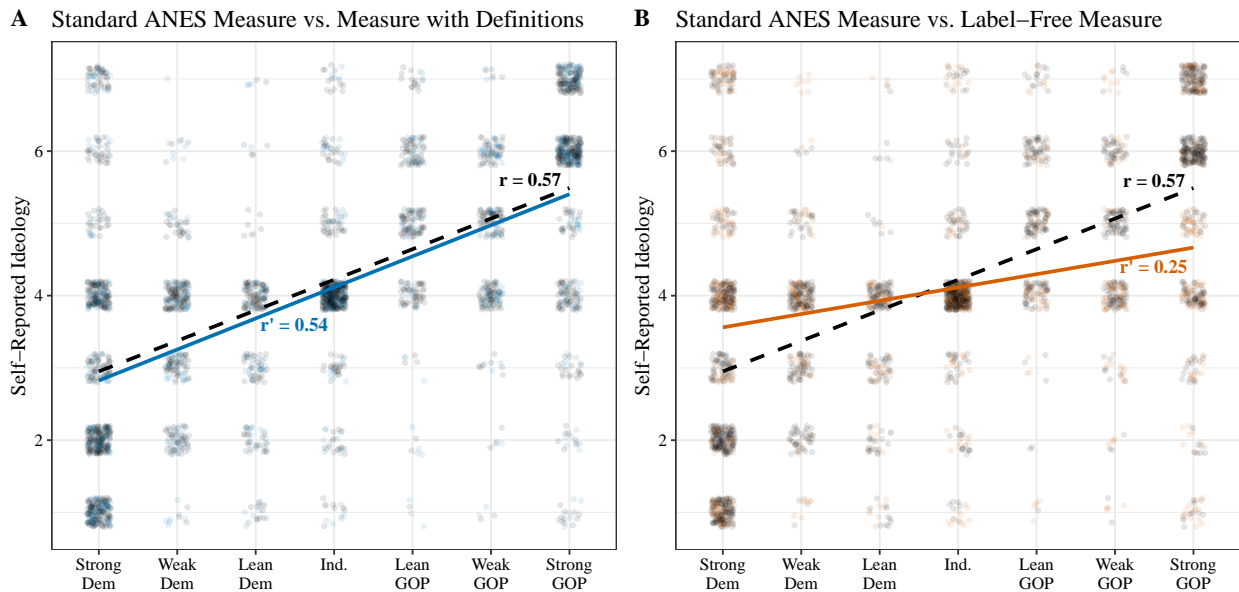 A Standard ANES Measure vs. Measure with Definitions
Self−Reported Ideology
6
4
2
r = 0.57
r' = 0.54
Strong Dem
Weak Dem
Lean Dem
Ind.
Lean GOP
Weak GOP
Strong GOP
B Standard ANES Measure vs. Label−Free Measure
Self−Reported Ideology
6
4
2
r = 0.57
r' = 0.25
Strong Dem
Weak Dem
Lean Dem
Ind.
Lean GOP
Weak GOP
Strong GOP